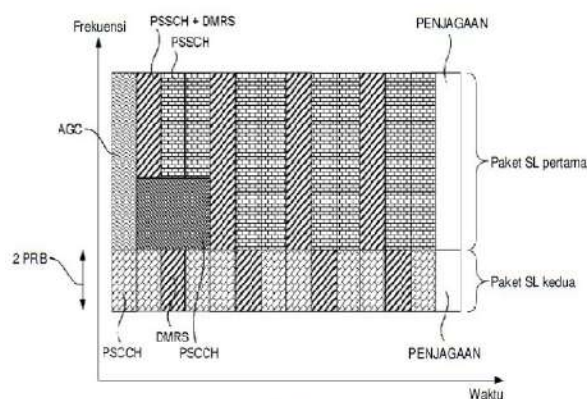 Frekuensi
PSSCH + DMRS
PSSCH
PENJAGAAN
AGC
Paket SL pertama
2 PRB
Paket SL kedua
DMRS
PSCCH
PSCCH
PENJAGAAN
Waktu